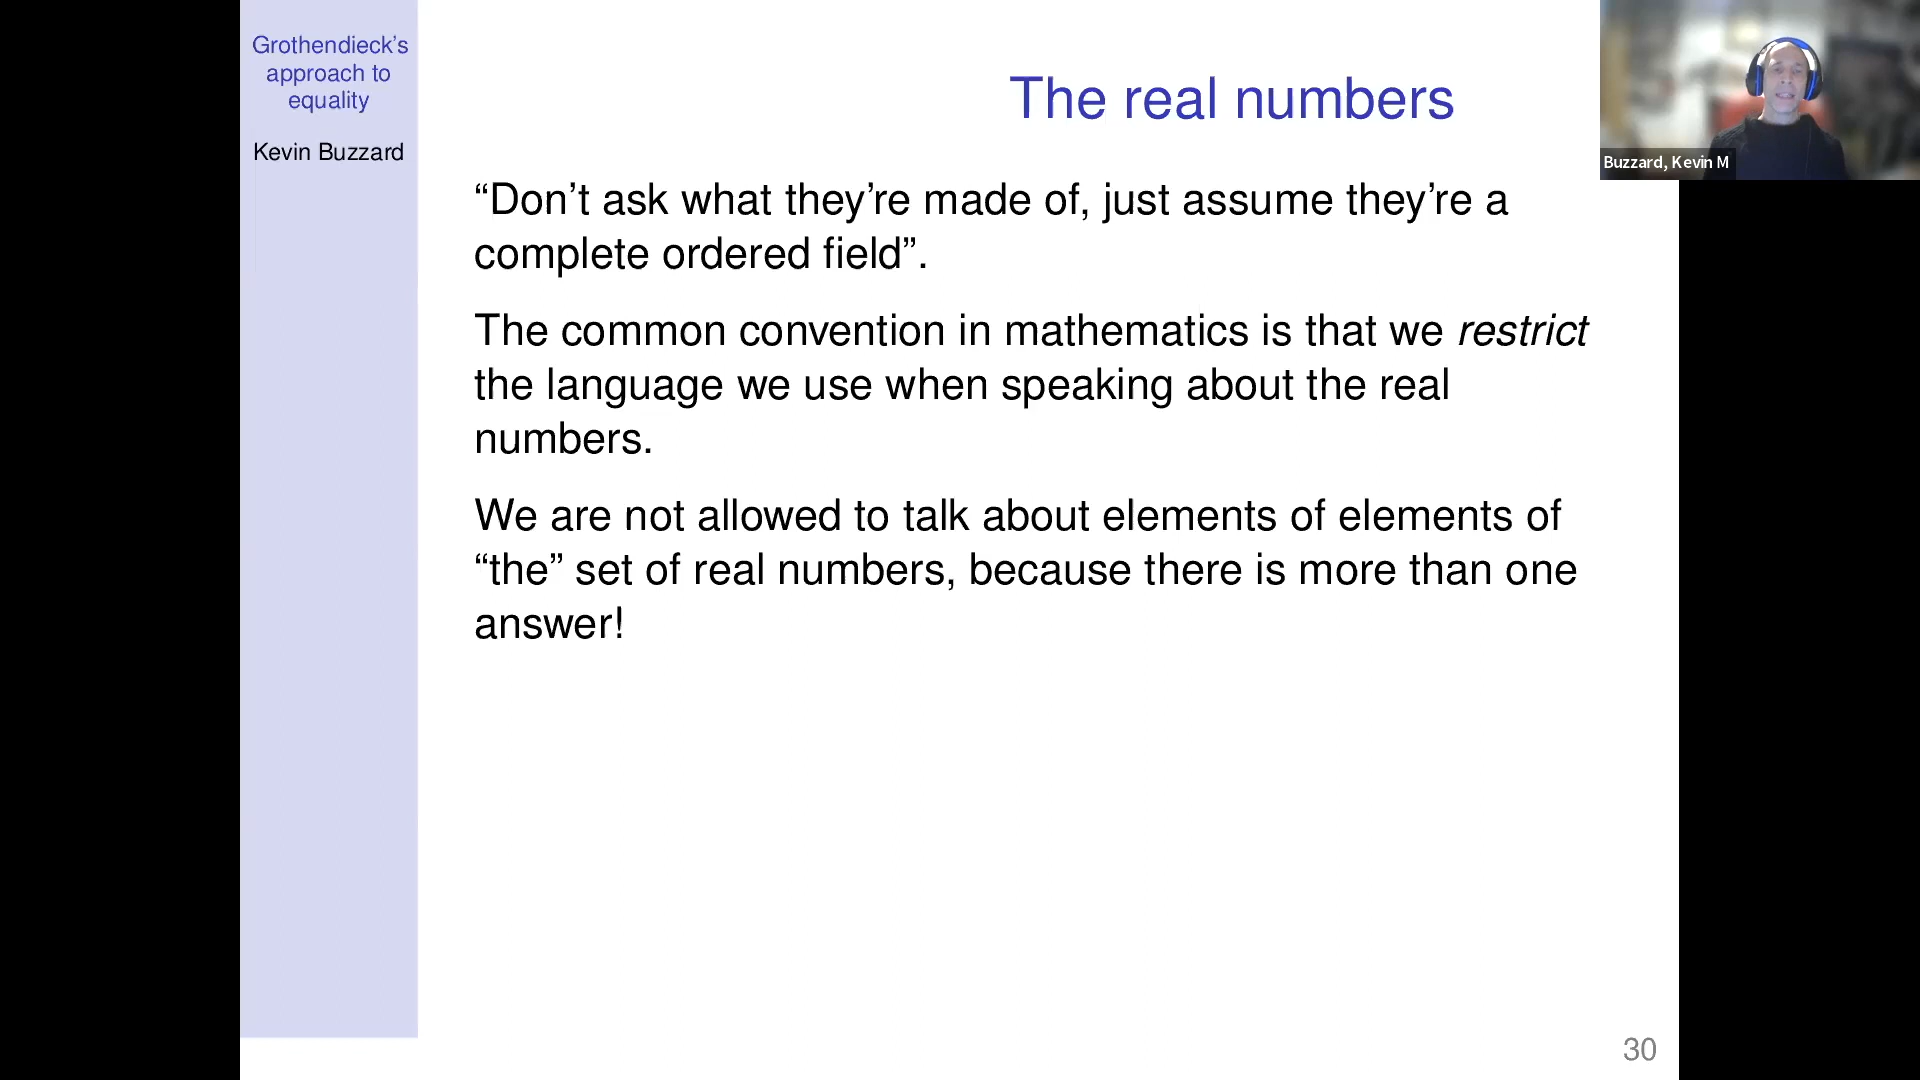 Grothendieck’s
approach to
equality
Kevin Buzzard
The real numbers
Buzzard, Kevin M
“Don’t ask what they’re made of, just assume they’re a
complete ordered field”.
The common convention in mathematics is that we restrict
the language we use when speaking about the real
numbers.
We are not allowed to talk about elements of elements of
“the” set of real numbers, because there is more than one
answer!
30